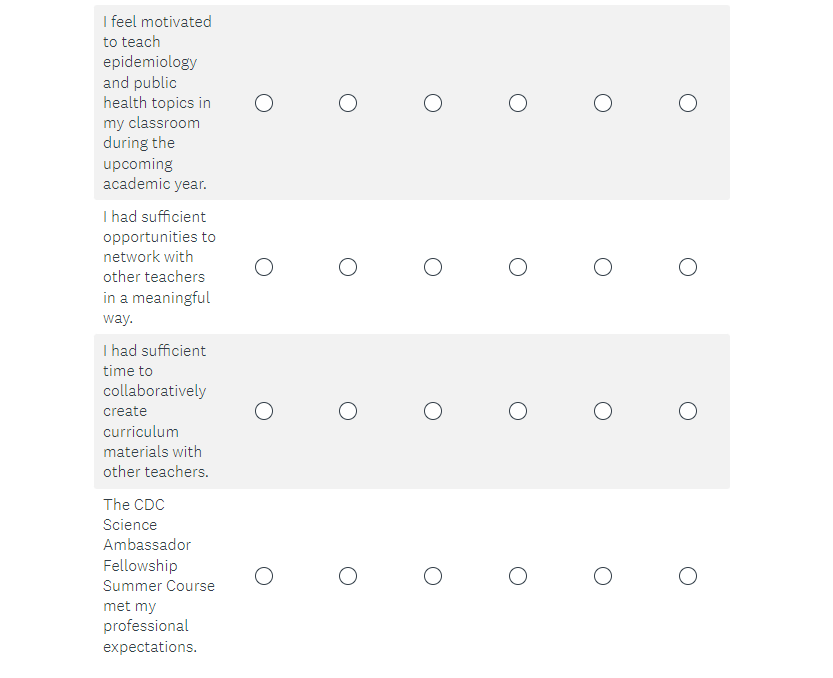 I feel motivated
to teach
epidemiology
and public
health topics in
my classroom
during the
upcoming
academic year.
I had sufficient
opportunities to
network with
other teachers
in a meaningful
way.
I had sufficient
time to
collaboratively
create
curriculum
materials with
other teachers.
The CDC
Science
Ambassador
Fellowship
Summer Course
met my
professional
expectations.